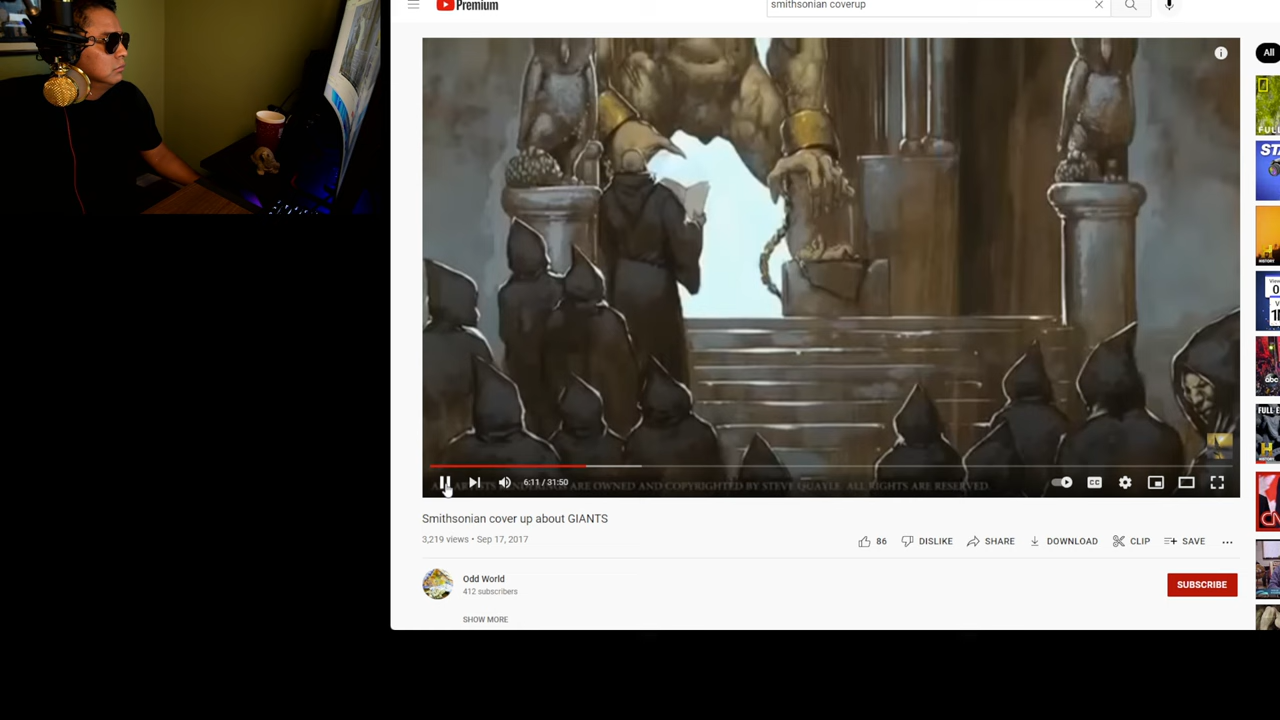 Premium
smithsonian coverup
All
6:11 / 31:50
ARE OWNED AND COPYRIGHTED BY STEVE QUAYLE. ALL RIGHTS ARE RESERVED.
CC
Smithsonian cover up about GIANTS
3,219 views • Sep 17, 2017
86
DISLIKE
SHARE
DOWNLOAD
CLIP
SAVE
Odd World
412 subscribers
SUBSCRIBE
SHOW MORE